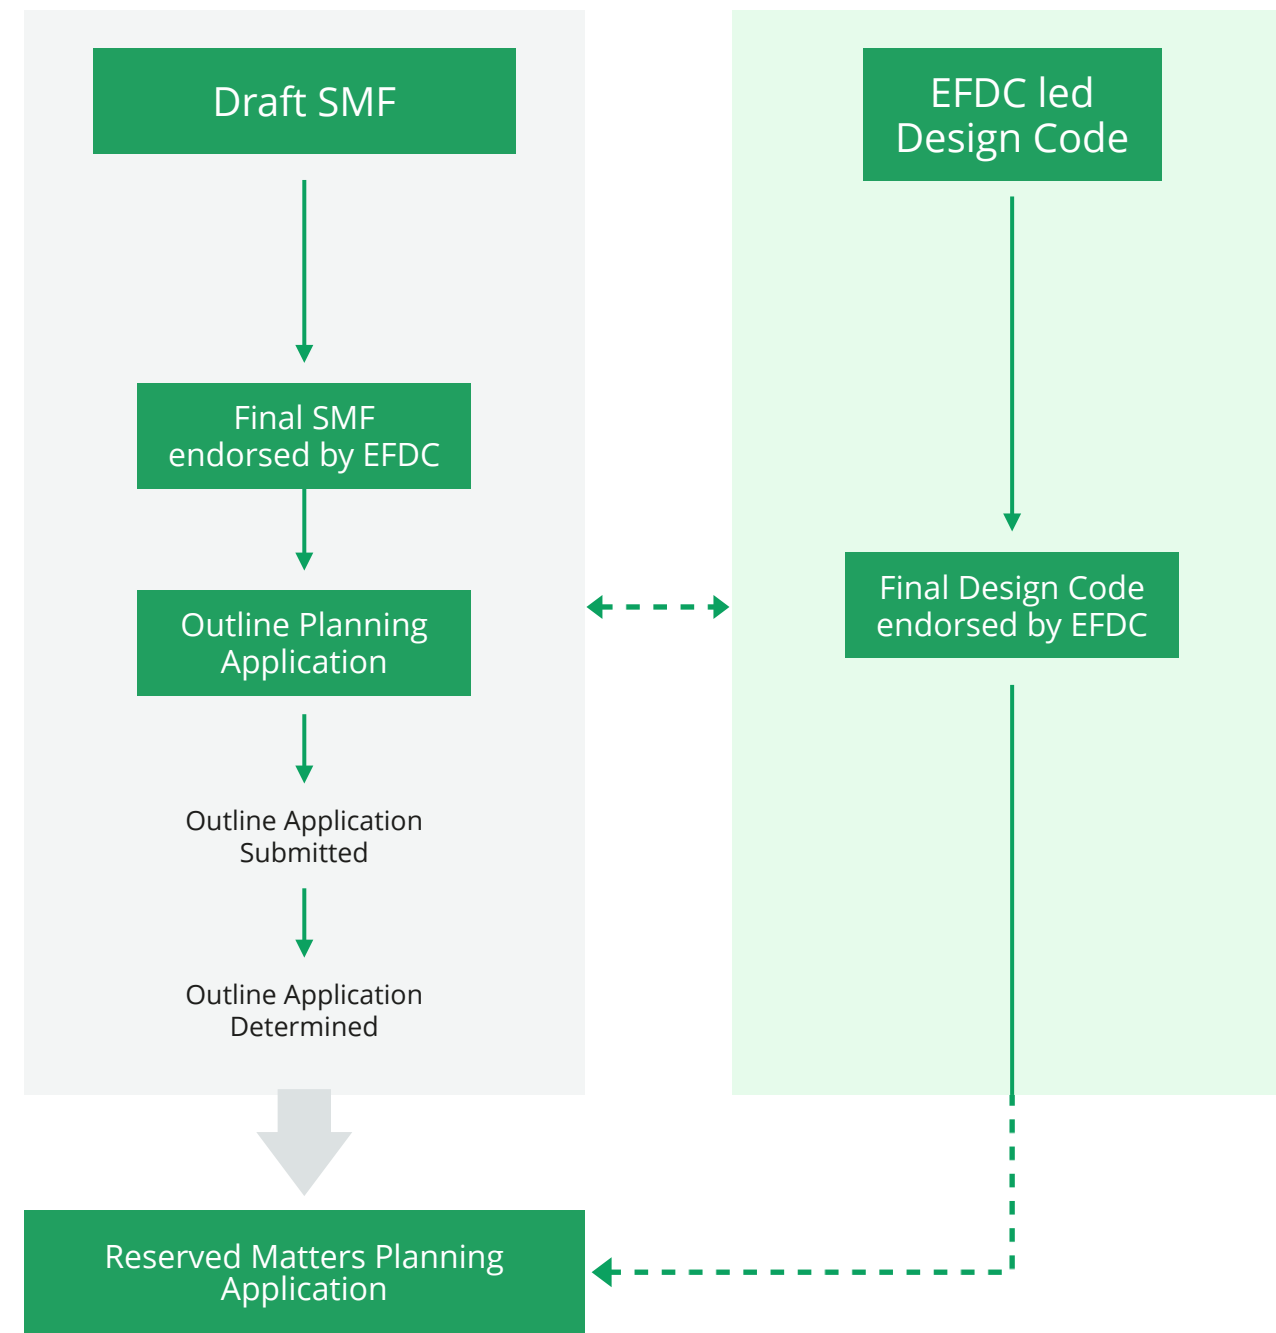 Draft SMF
EFDC led
Design Code
Final SMF
endorsed by EFDC
Final Design Code
endorsed by EFDC
Outline Planning
Application
Outline Application
Submitted
Outline Application
Determined
Reserved Matters Planning
Application